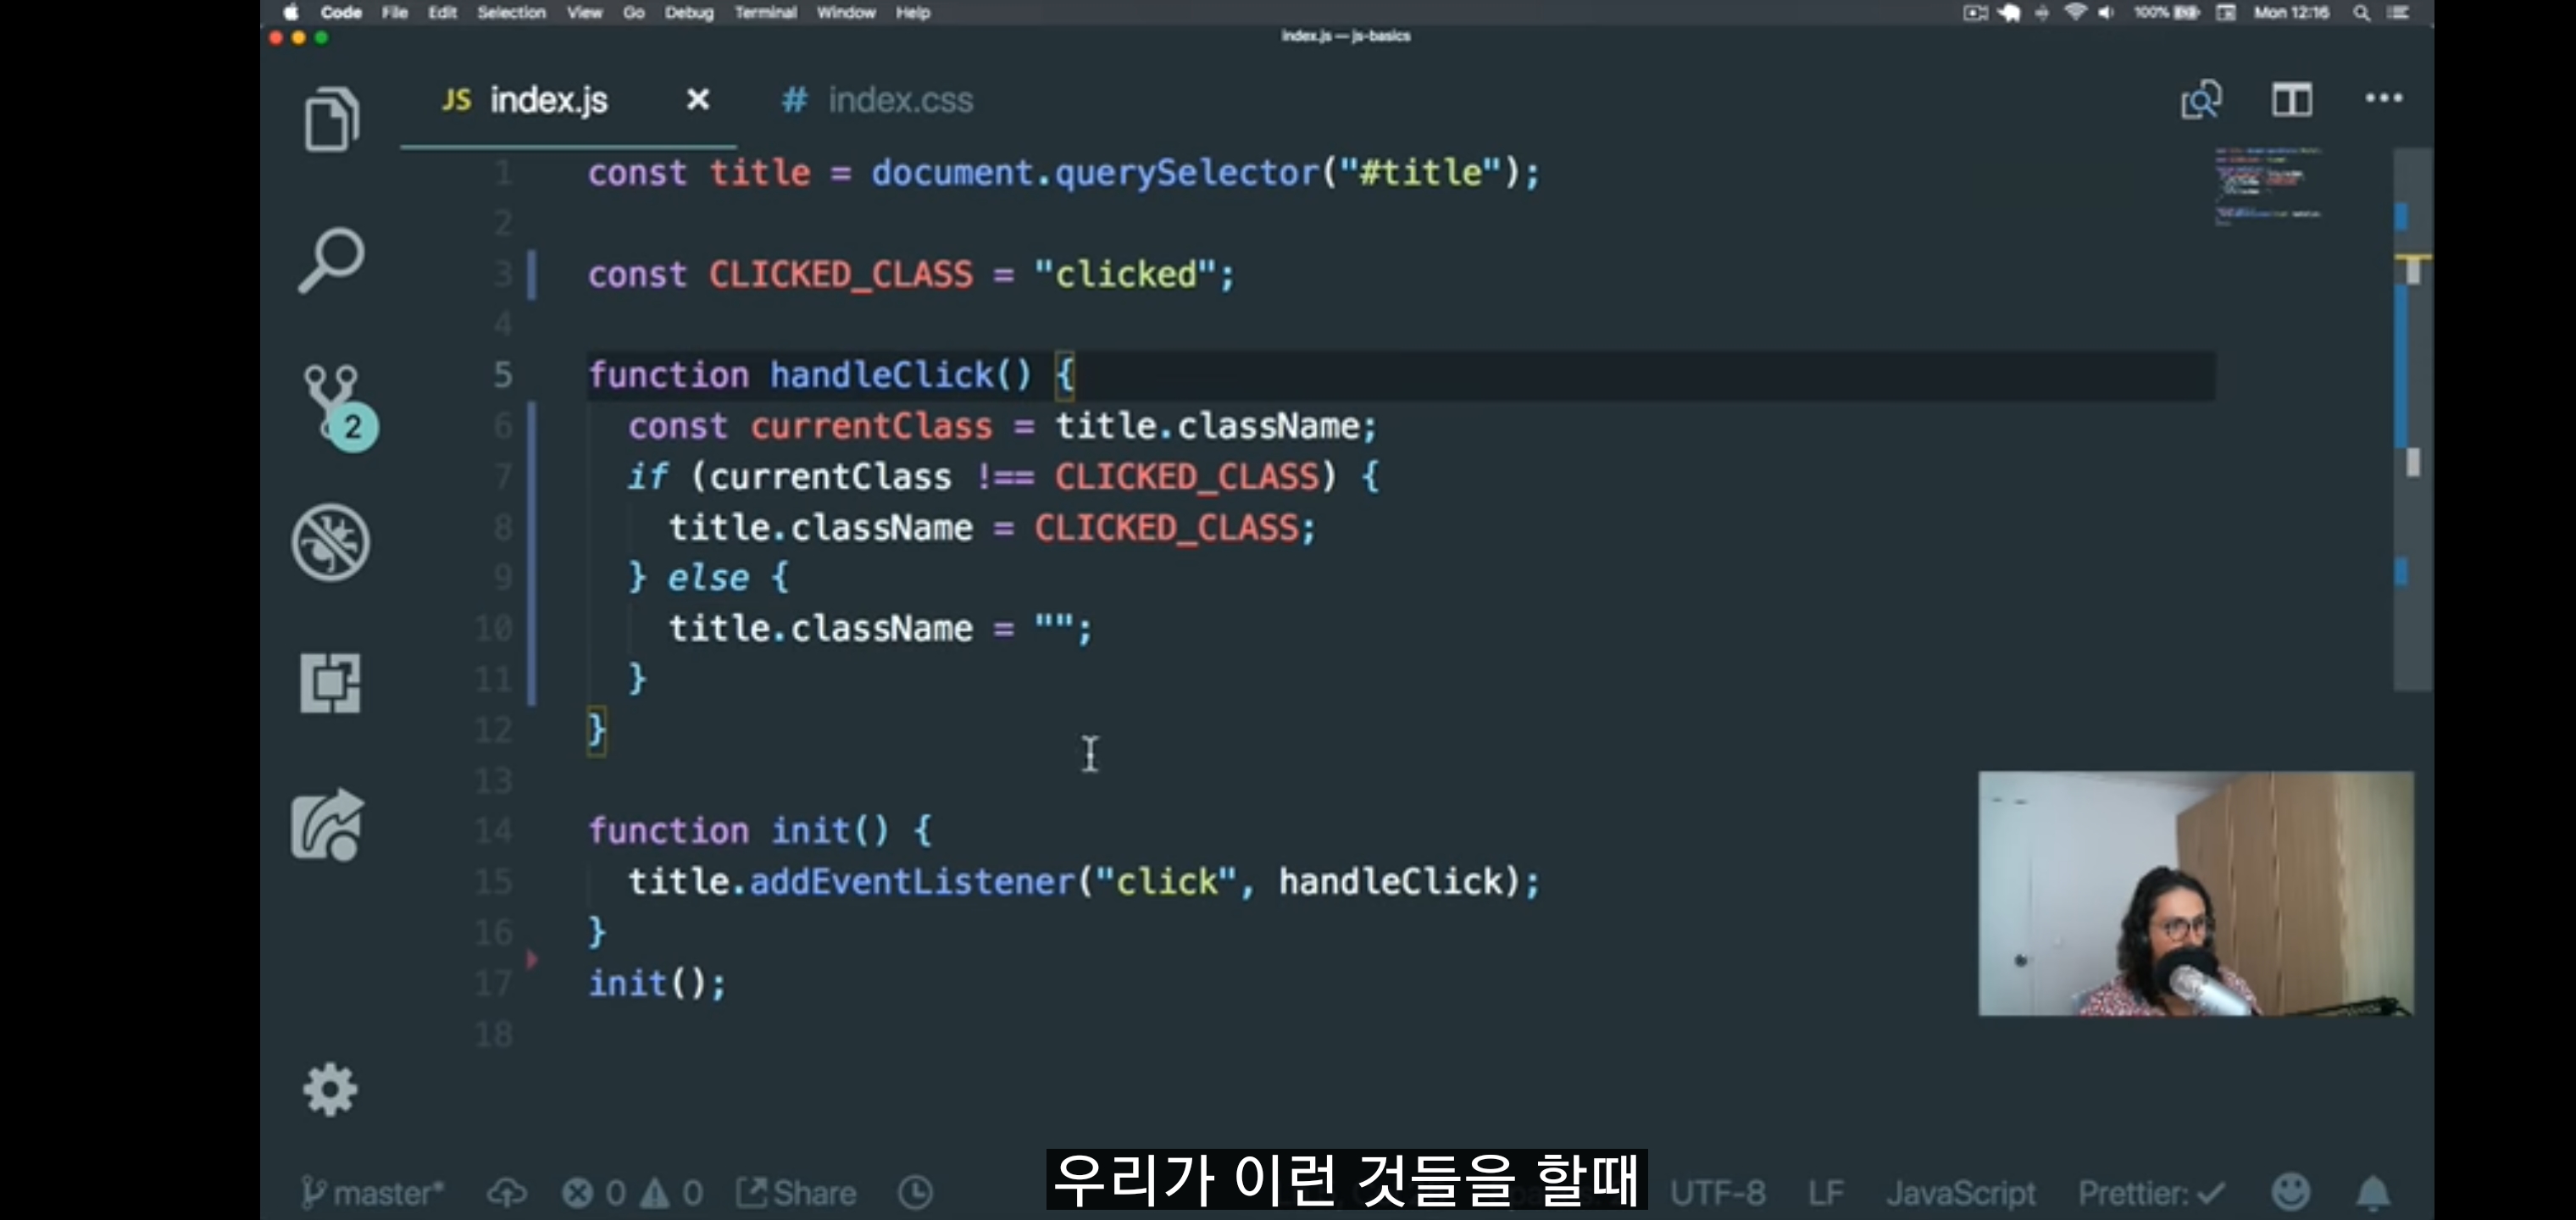 Code File Edit Selection View Go Debug Terminal Window Help 100% Mon 12:16
index.js — js-basics
JS index.js # index.css
1 const title = document.querySelector("#title");
2
3 const CLICKED_CLASS = "clicked";
4
5 function handleClick() {
6 const currentClass = title.className;
7 if (currentClass !== CLICKED_CLASS) {
8 title.className = CLICKED_CLASS;
9 } else {
10 title.className = "";
11 }
12 }
13
14 function init() {
15 title.addEventListener("click", handleClick);
16 }
17 init();
18
2
우리가 이런 것들을 할때
master* 0 0 Share UTF-8 LF JavaScript Prettier: ✓